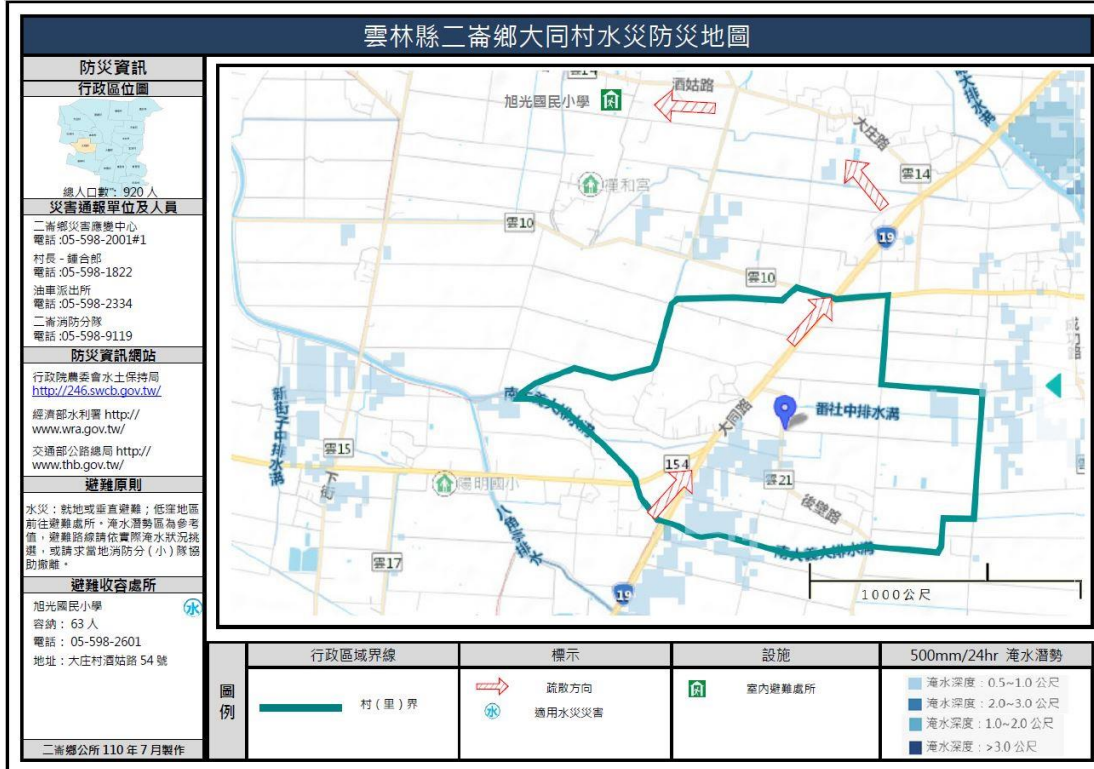 雲林縣二崙鄉大同村水災防災地圖
防災資訊
行政區位圖
總人口數：920 人
災害通報單位及人員
二崙鄉災害應變中心
電話:05-598-2001#1
村長 - 鍾合郎
電話:05-598-1822
油車派出所
電話:05-598-2334
二崙消防分隊
電話:05-598-9119
防災資訊網站
行政院農委會水土保持局
http://246.swcb.gov.tw/
經濟部水利署 http://
www.wra.gov.tw/
交通部公路總局 http://
www.thb.gov.tw/
避難原則
水災：就地或垂直避難；低窪地區
前往避難處所。淹水潛勢區為參考
值，避難路線請依實際淹水狀況挑
選，或請求當地消防分(小)隊協
助撤離。
避難收容處所
旭光國民小學
水
容納：63 人
電話：05-598-2601
地址：大庄村酒姑路 54 號
二崙鄉公所 110 年 7 月製作
雲14
酒姑路
旭光國民小學
大庄路
雲14
雲10
19
雲10
新街子中排水溝
大同路
番社中排水溝
雲15
154
陽明國小
雲21
後壁路
雲17
南大義大排水溝
19
1000公尺
圖例
行政區域界線
標示
設施
500mm/24hr 淹水潛勢
村(里)界
疏散方向
水
適用水災災害
室內避難處所
淹水深度：0.5~1.0 公尺
淹水深度：2.0~3.0 公尺
淹水深度：1.0~2.0 公尺
淹水深度：>3.0 公尺